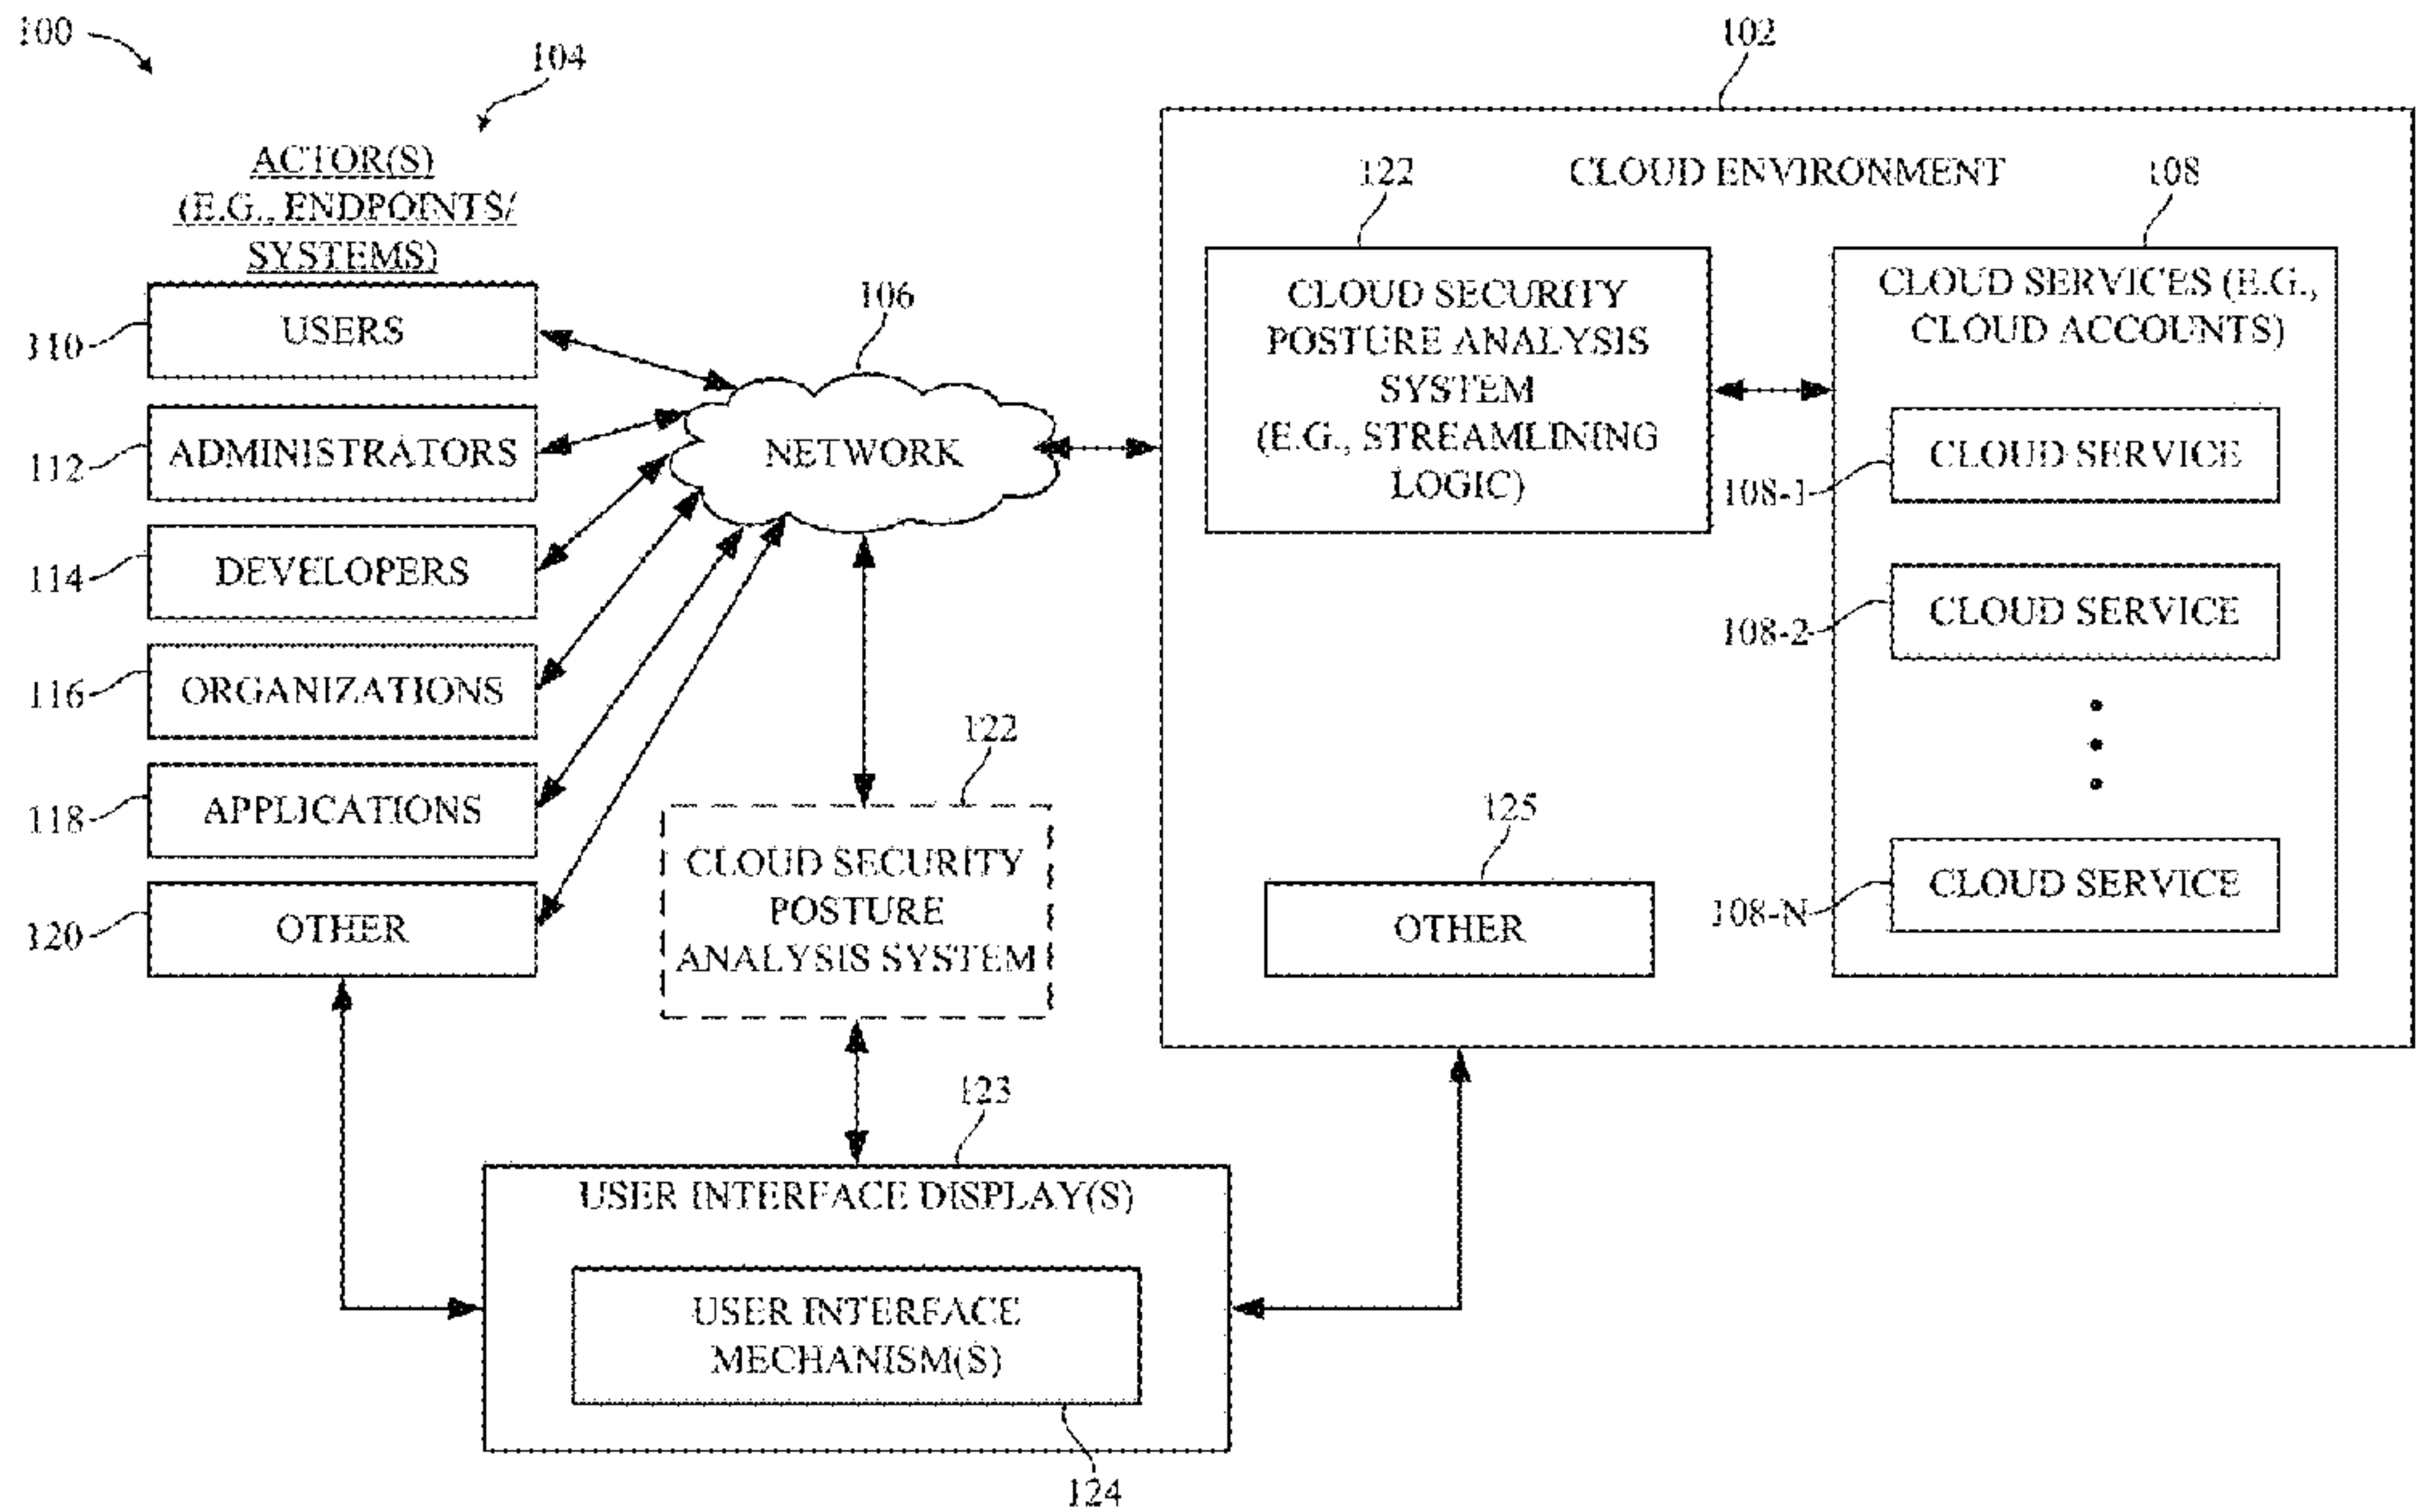 100
104
102
ACTOR(S)
(E.G., ENDPOINTS/
SYSTEMS)
110
USERS
112
ADMINISTRATORS
114
DEVELOPERS
116
ORGANIZATIONS
118
APPLICATIONS
120
OTHER
106
NETWORK
122
CLOUD SECURITY
POSTURE
ANALYSIS SYSTEM
CLOUD ENVIRONMENT
122
CLOUD SECURITY
POSTURE ANALYSIS
SYSTEM
(E.G., STREAMLINING
LOGIC)
108
CLOUD SERVICES (E.G.,
CLOUD ACCOUNTS)
108-1
CLOUD SERVICE
108-2
CLOUD SERVICE
108-N
CLOUD SERVICE
125
OTHER
123
USER INTERFACE DISPLAY(S)
USER INTERFACE
MECHANISM(S)
124